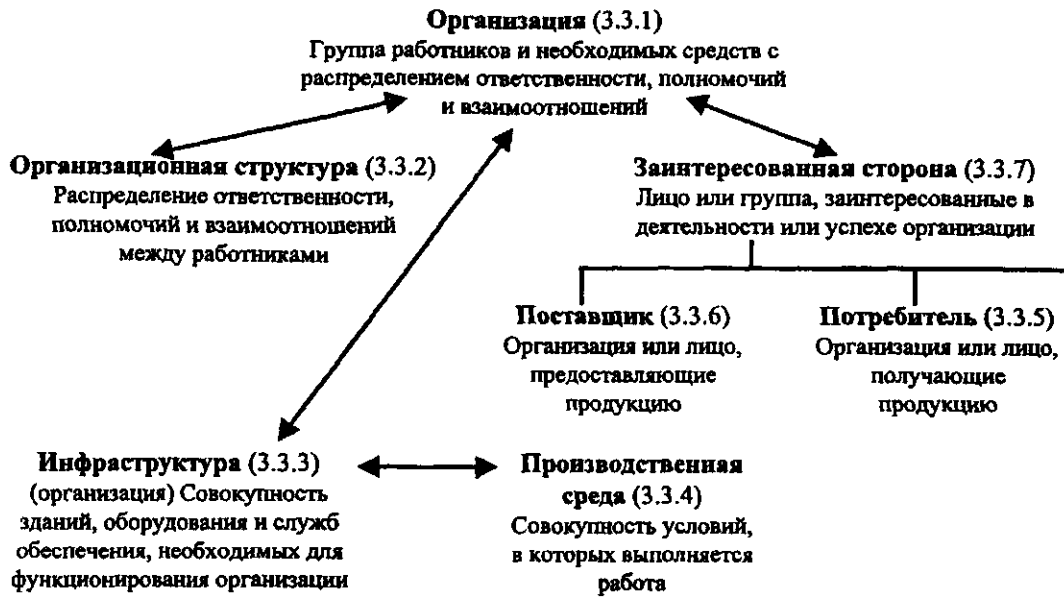 Организация (3.3.1)
Группа работников и необходимых средств с
распределением ответственности, полномочий
и взаимоотношений
Организационная структура (3.3.2)
Распределение ответственности,
полномочий и взаимоотношений
между работниками
Заинтересованная сторона (3.3.7)
Лицо или группа, заинтересованные в
деятельности или успехе организации
Поставщик (3.3.6)
Организация или лицо,
предоставляющие
продукцию
Потребитель (3.3.5)
Организация или лицо,
получающие
продукцию
Инфраструктура (3.3.3)
(организация) Совокупность
зданий, оборудования и служб
обеспечения, необходимых для
функционирования организации
Производственная
среда (3.3.4)
Совокупность условий,
в которых выполняется
работа